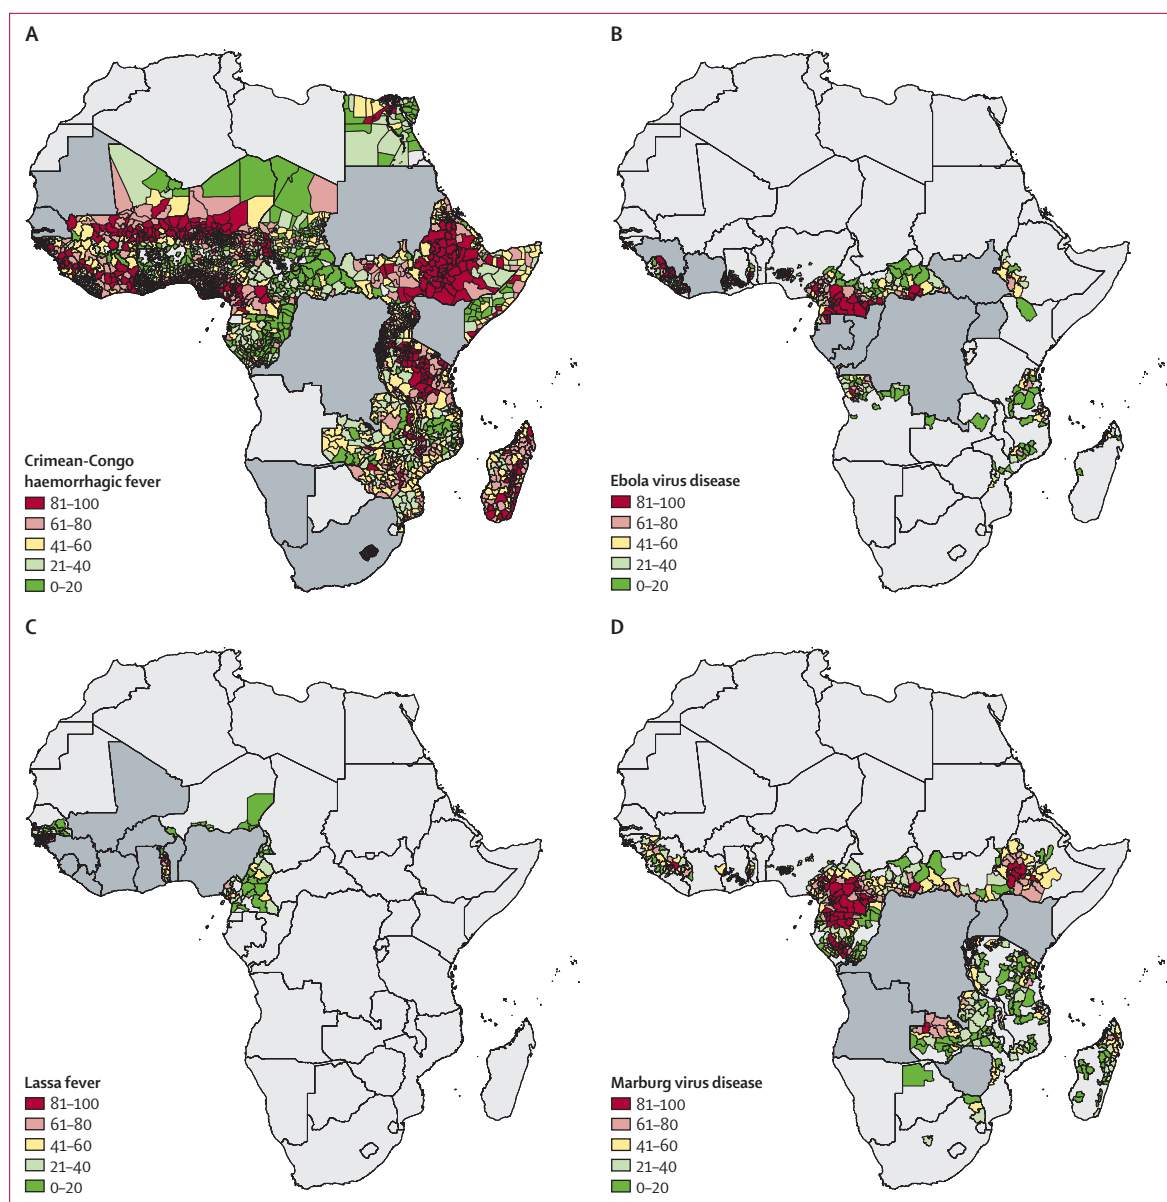 A
B
Crimean-Congo
haemorrhagic fever
81–100
61–80
41–60
21–40
0–20
Ebola virus disease
81–100
61–80
41–60
21–40
0–20
C
D
Lassa fever
81–100
61–80
41–60
21–40
0–20
Marburg virus disease
81–100
61–80
41–60
21–40
0–20